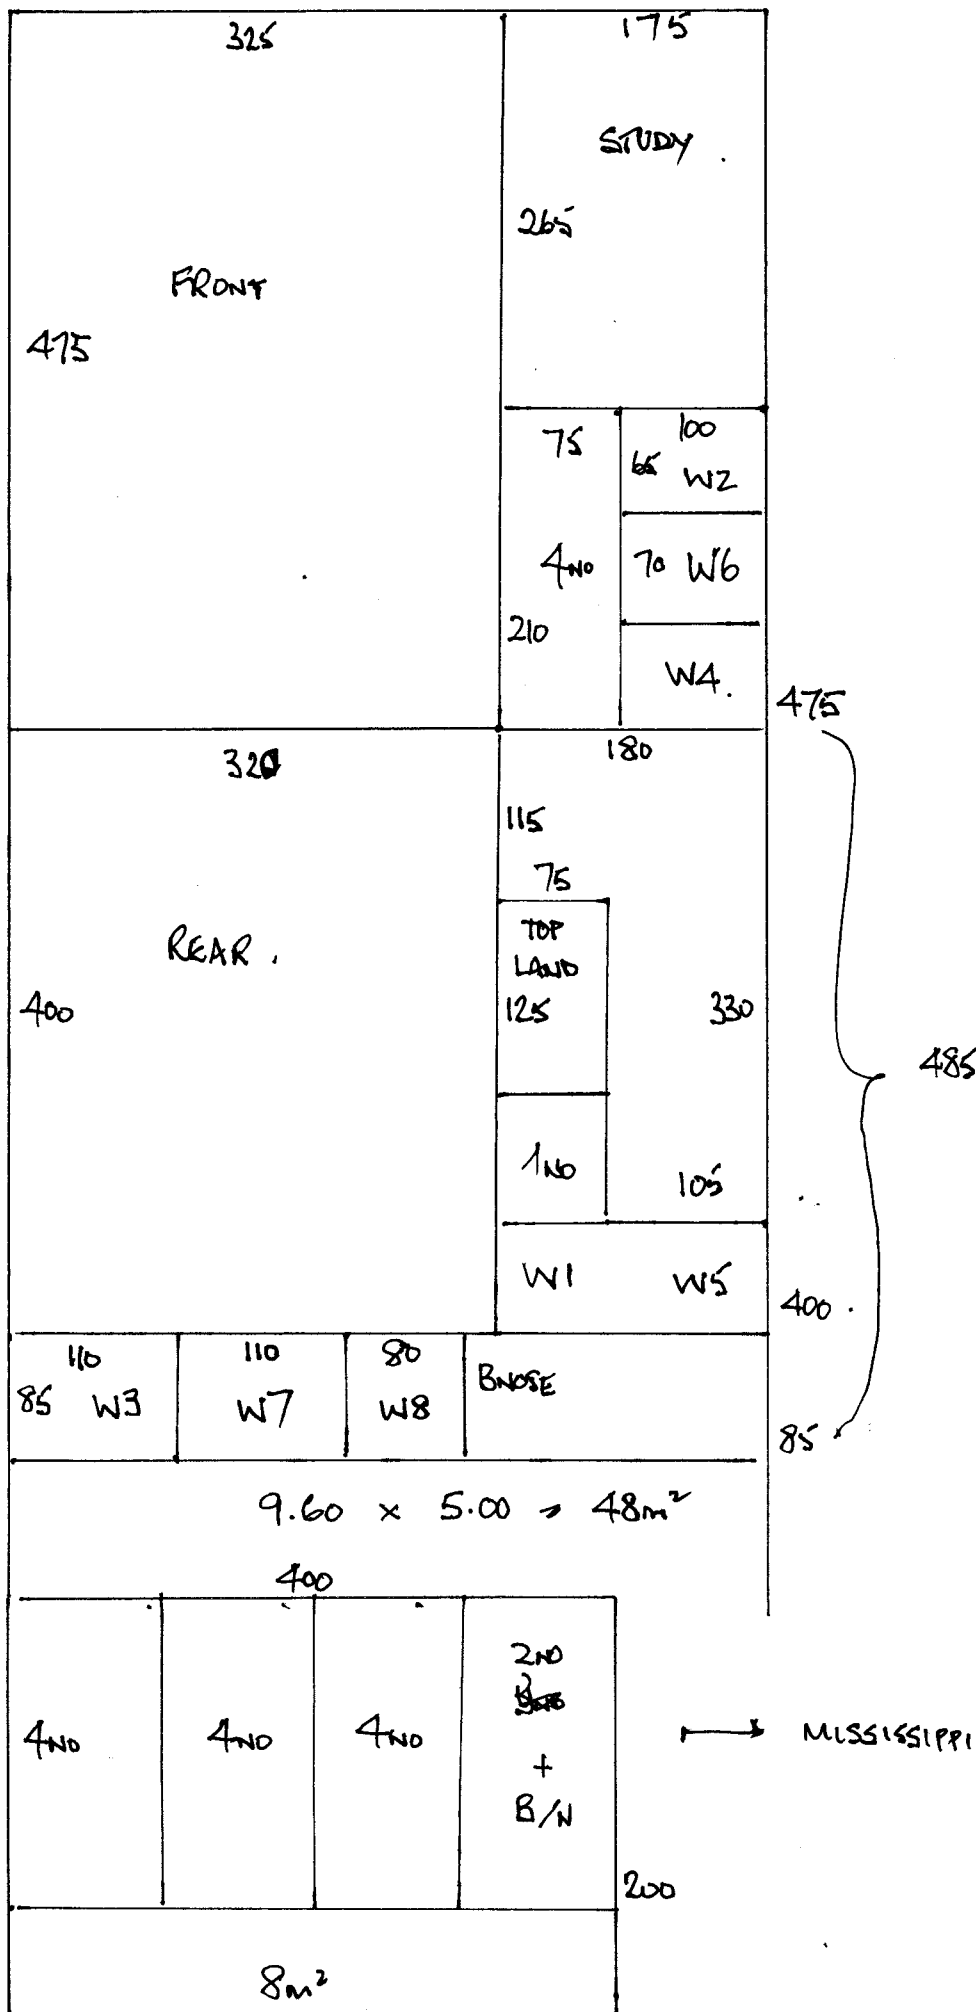 325 175
STUDY.
265
FRONT
475
75 100
65 W2
4NO 70 W6
210
W4.
475
320 180
115
75
TOP
LAND
REAR.
125
400 330
485
1NO 105
W1 W5
400.
110 110 80 BNOSE
85 W3 W7 W8
85
9.60 x 5.00 → 48m²
400
2NO
4NO 4NO 4NO
+
B/N
MISSISSIPPI
200
8m²